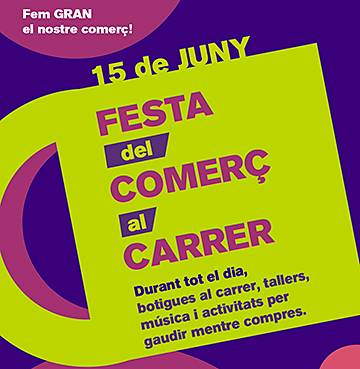 Fem GRAN
el nostre comerç!
15 de JUNY
FESTA
del
COMERÇ
al
CARRER
Durant tot el dia,
botigues al carrer, tallers,
música i activitats per
gaudir mentre compres.